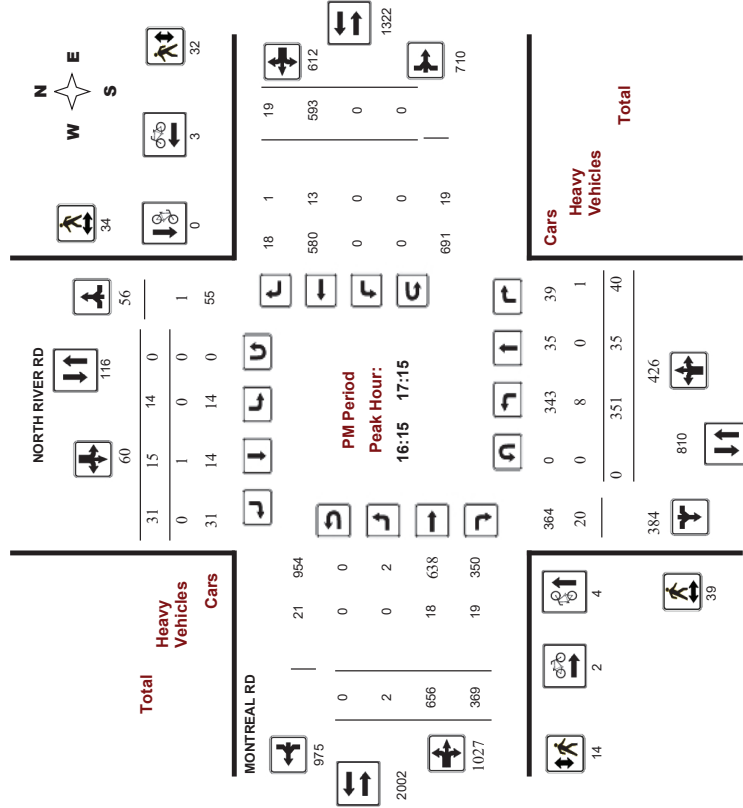 N
W E
S
32
3
34
0
NORTH RIVER RD
116
60
56
31 15 14 0
0 1 0 0 1
31 14 14 0 55
Total
Heavy
Vehicles
Cars
1322
612
710
18 1 19
580 13 593
0 0 0
0 0 0
691 19
PM Period
Peak Hour:
16:15 17:15
MONTREAL RD
975
2002
1027
21 954
0 0 0
2 0 2
656 18 638
369 19 350
Cars
Heavy
Vehicles
Total
364 0 343 35 39
20 0 8 0 1
0 351 35 40
384
810
426
14
2
4
39